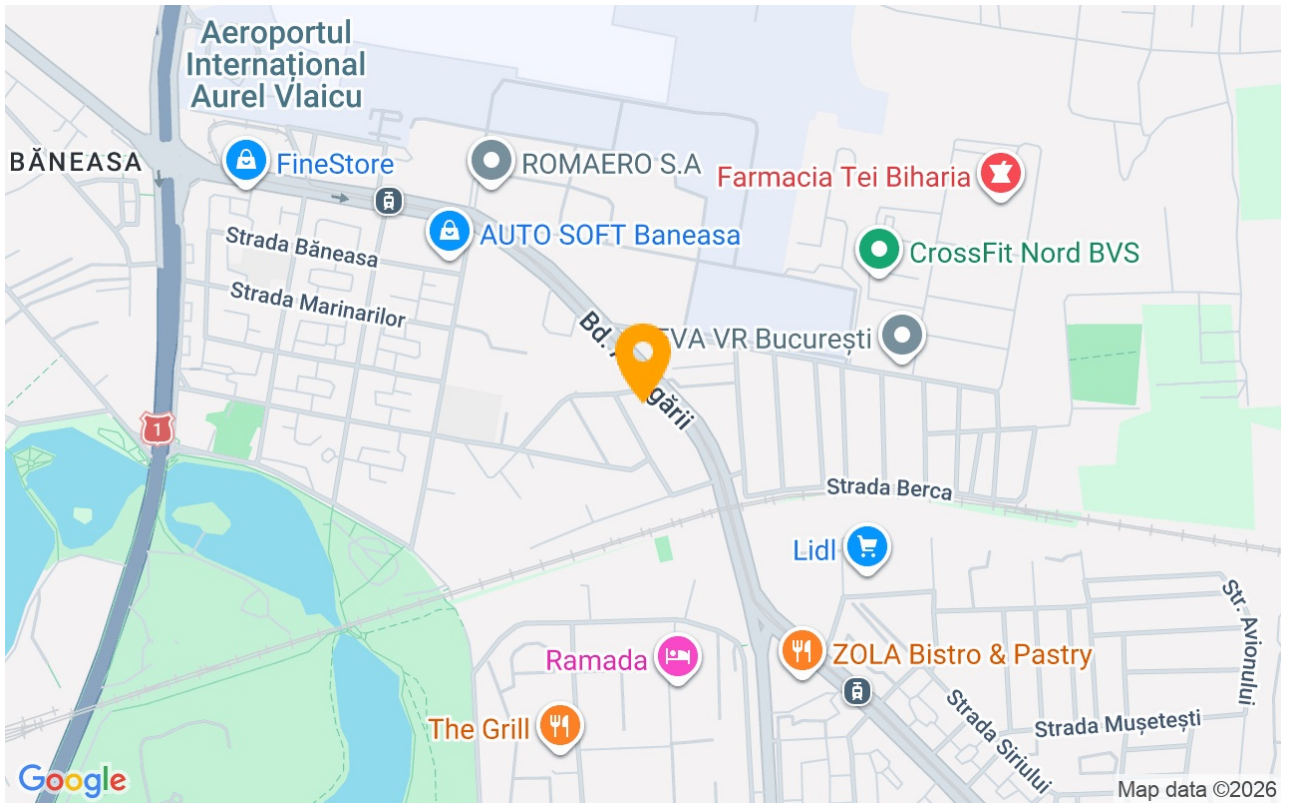 Aeroportul
Internațional
Aurel Vlaicu
BĂNEASA
FineStore
ROMAERO S.A
Farmacia Tei Biharia
AUTO SOFT Baneasa
Strada Băneasa
CrossFit Nord BVS
Strada Marinarilor
Bd.
VR București
1
Strada Berca
Lidl
Str. Avionului
Ramada
ZOLA Bistro & Pastry
Strada Siriului
Strada Mușetești
The Grill
Google
Map data ©2026